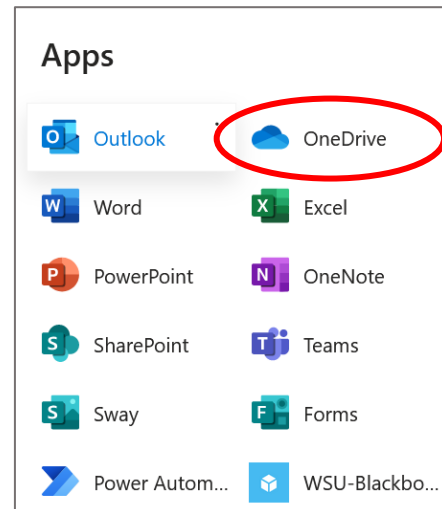 Apps
Outlook OneDrive
Word Excel
PowerPoint OneNote
SharePoint Teams
Sway Forms
Power Autom... WSU-Blackbo...